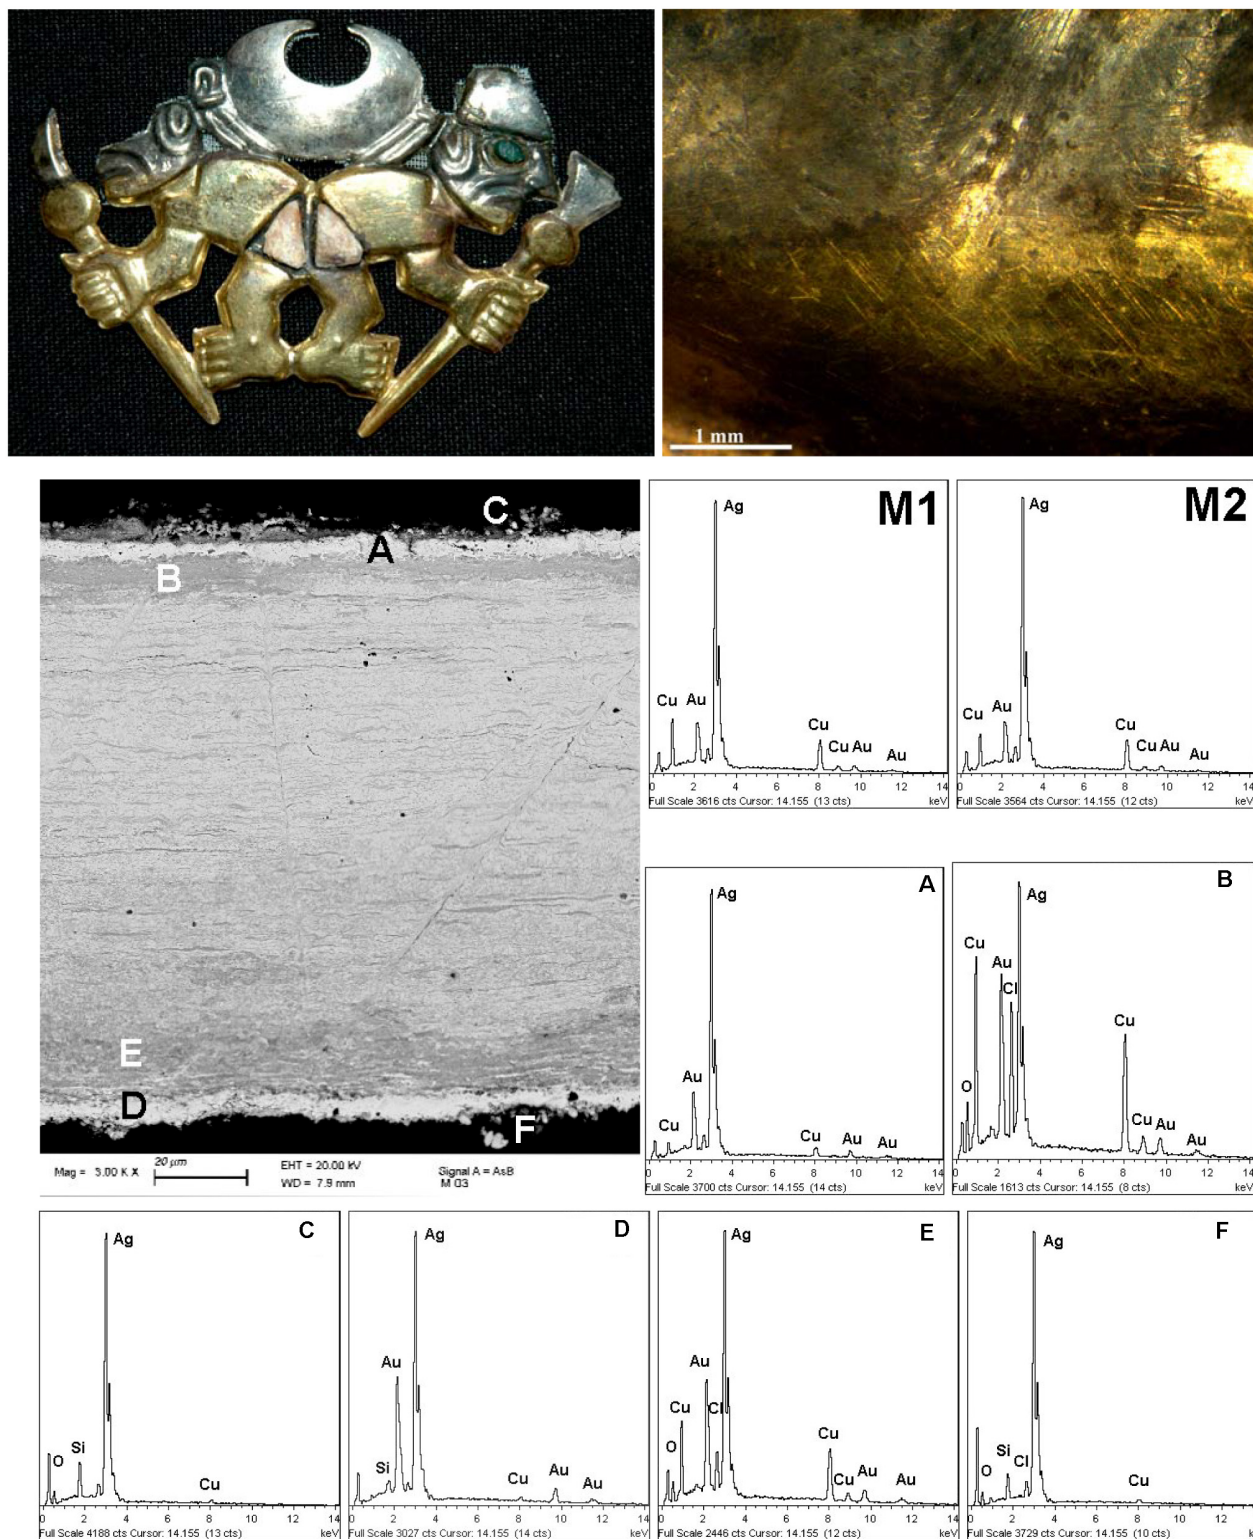 1 mm
C
A
B
E
D
F
Mag = 3.00 K X
20 µm
EHT = 20.00 kV
WD = 7.9 mm
Signal A = AsB
M 03
M1
Ag
Cu
Au
Cu
Cu
Au
Au
0 2 4 6 8 10 12 14
Full Scale 3616 cts Cursor: 14.155 (13 cts) keV
M2
Ag
Cu
Au
Cu
Cu
Au
Au
0 2 4 6 8 10 12 14
Full Scale 3564 cts Cursor: 14.155 (12 cts) keV
A
Ag
Au
Cu
Cu
Au
Au
0 2 4 6 8 10 12 14
Full Scale 3700 cts Cursor: 14.155 (14 cts) keV
B
Ag
Cu
Au
Cl
O
Cu
Cu
Au
Au
0 2 4 6 8 10 12 14
Full Scale 1613 cts Cursor: 14.155 (8 cts) keV
C
Ag
O
Si
Cu
0 2 4 6 8 10 12 14
Full Scale 4188 cts Cursor: 14.155 (13 cts) keV
D
Ag
Au
Si
Cu
Au
Au
0 2 4 6 8 10 12 14
Full Scale 3027 cts Cursor: 14.155 (14 cts) keV
E
Ag
Au
Cu
Cl
O
Cu
Cu
Au
Au
0 2 4 6 8 10 12 14
Full Scale 2446 cts Cursor: 14.155 (12 cts) keV
F
Ag
Si
Cl
O
Cu
0 2 4 6 8 10 12 14
Full Scale 3729 cts Cursor: 14.155 (10 cts) keV